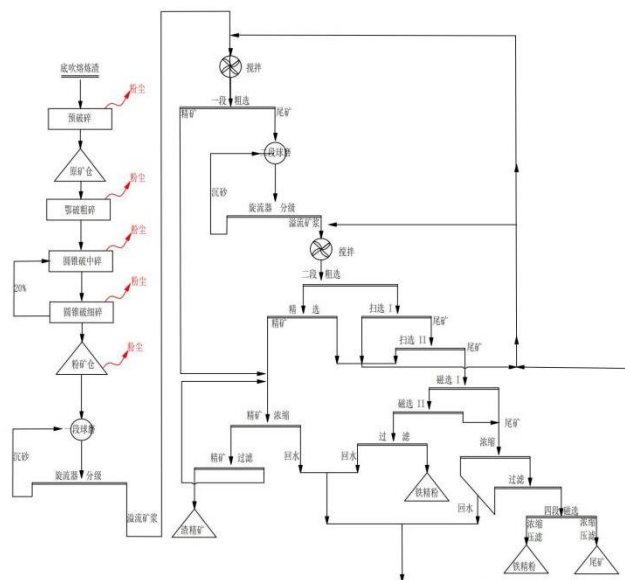 底吹熔炼渣
粉尘
预破碎
原矿仓
粉尘
鄂破粗碎
粉尘
圆锥破中碎
20%
粉尘
圆锥破细碎
粉尘
粉矿仓
一段球磨
沉砂
旋流器 分级
溢流矿浆
搅拌
一段粗选
精矿
尾矿
二段球磨
沉砂
旋流器 分级
溢流矿浆
搅拌
二段粗选
精 选
扫选 I
精矿
尾矿
扫选 II
尾矿
磁选 I
磁选 II
尾矿
精矿 浓缩
过 滤
浓缩
精矿 过滤
回水
回水
过滤
渣精矿
铁精粉
回水
四段磁选
浓缩
压滤
浓缩
压滤
铁精粉
尾矿